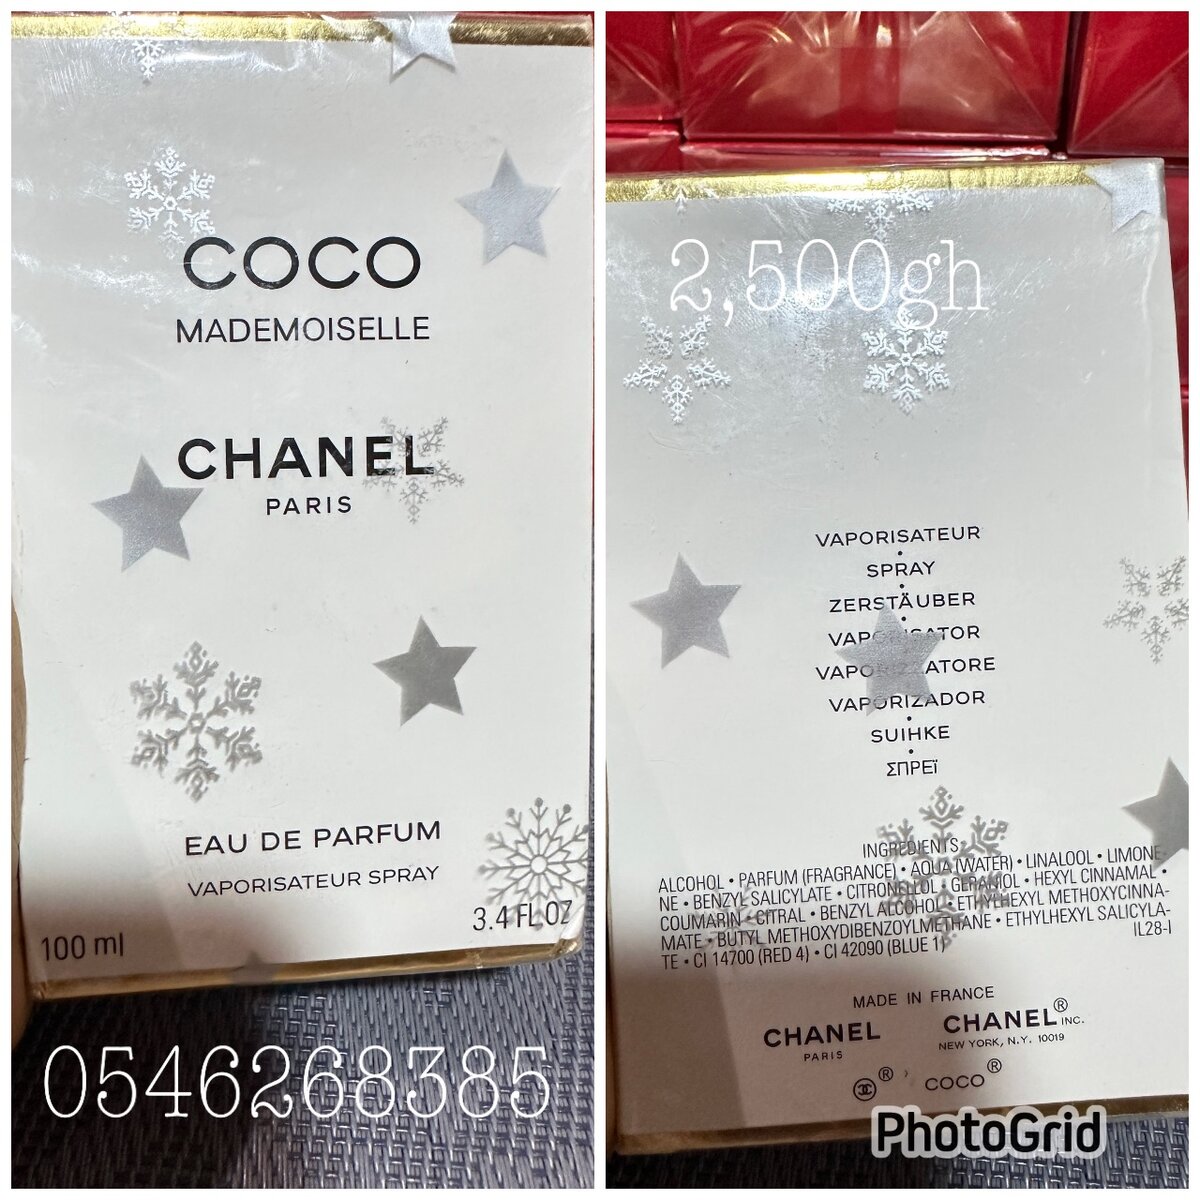 COCO
MADEMOISELLE
CHANEL
PARIS
EAU DE PARFUM
VAPORISATEUR SPRAY
3.4 FL.OZ
100 ml
0546268385
2,500gh
VAPORISATEUR
•
SPRAY
•
ZERSTÄUBER
VAPORIZZATORE
VAPORIZADOR
•
SUIHKE
•
ΣΠΡΕΪ
INGREDIENTS:
ALCOHOL • PARFUM (FRAGRANCE) • AQUA (WATER) • LINALOOL • LIMONE-
NE • BENZYL SALICYLATE • CITRONELLOL • GERANIOL • HEXYL CINNAMAL •
COUMARIN • CITRAL • BENZYL ALCOHOL • ETHYLHEXYL METHOXYCINNA-
MATE • BUTYL METHOXYDIBENZOYLMETHANE • ETHYLHEXYL SALICYLA-
TE • CI 14700 (RED 4) • CI 42090 (BLUE 1)
IL28-I
MADE IN FRANCE
CHANEL
PARIS
CHANEL® INC.
NEW YORK, N.Y. 10019
® COCO®
PhotoGrid